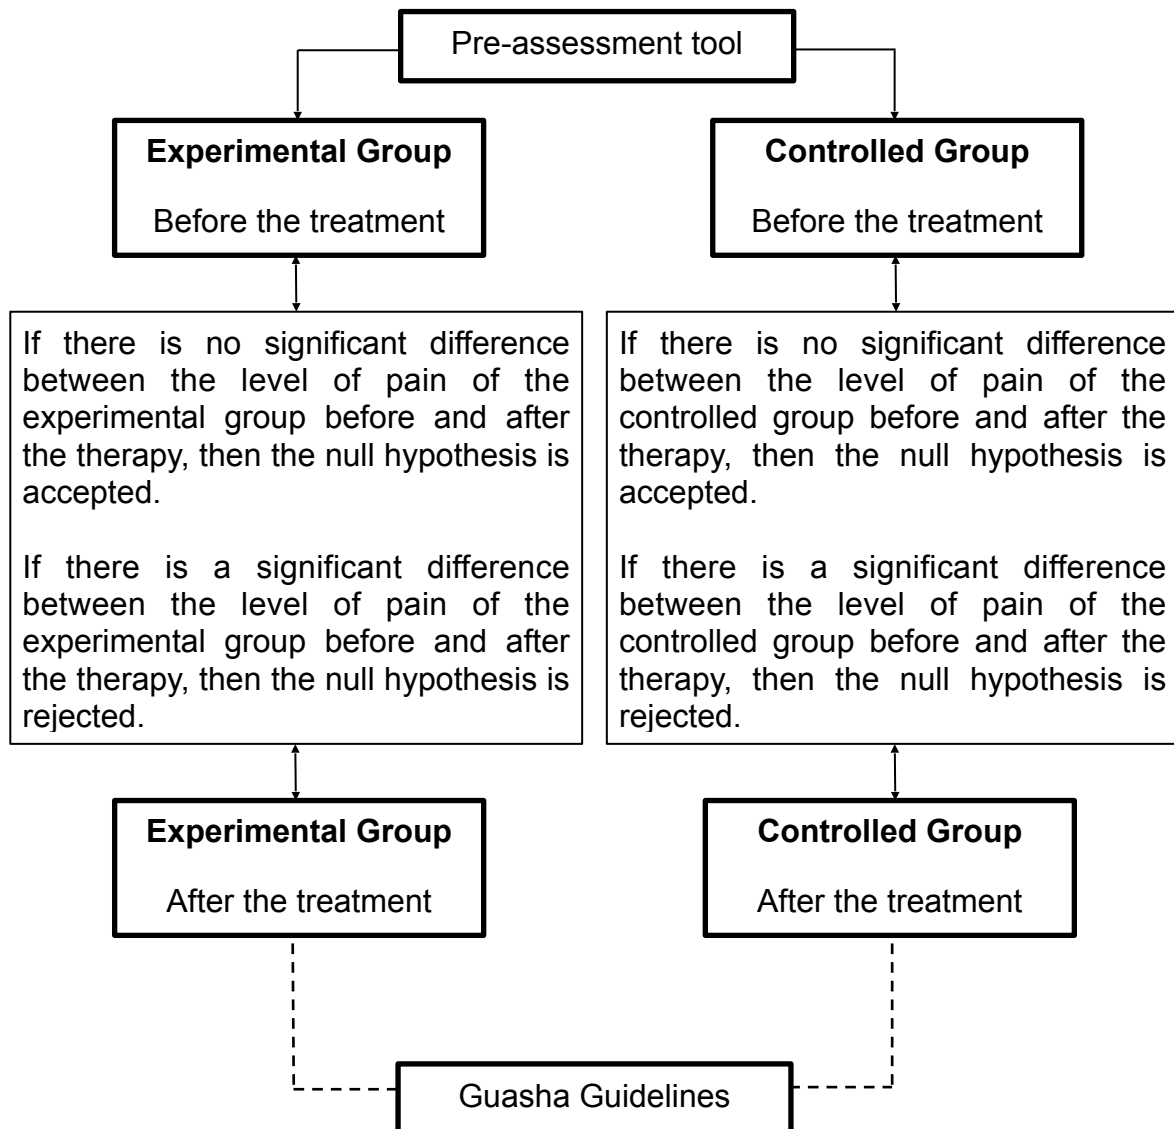 Pre-assessment tool
Experimental Group
Before the treatment
Controlled Group
Before the treatment
If there is no significant difference
between the level of pain of the
experimental group before and after
the therapy, then the null hypothesis is
accepted.
If there is a significant difference
between the level of pain of the
experimental group before and after
the therapy, then the null hypothesis is
rejected.
If there is no significant difference
between the level of pain of the
controlled group before and after the
therapy, then the null hypothesis is
accepted.
If there is a significant difference
between the level of pain of the
controlled group before and after the
therapy, then the null hypothesis is
rejected.
Experimental Group
After the treatment
Controlled Group
After the treatment
Guasha Guidelines